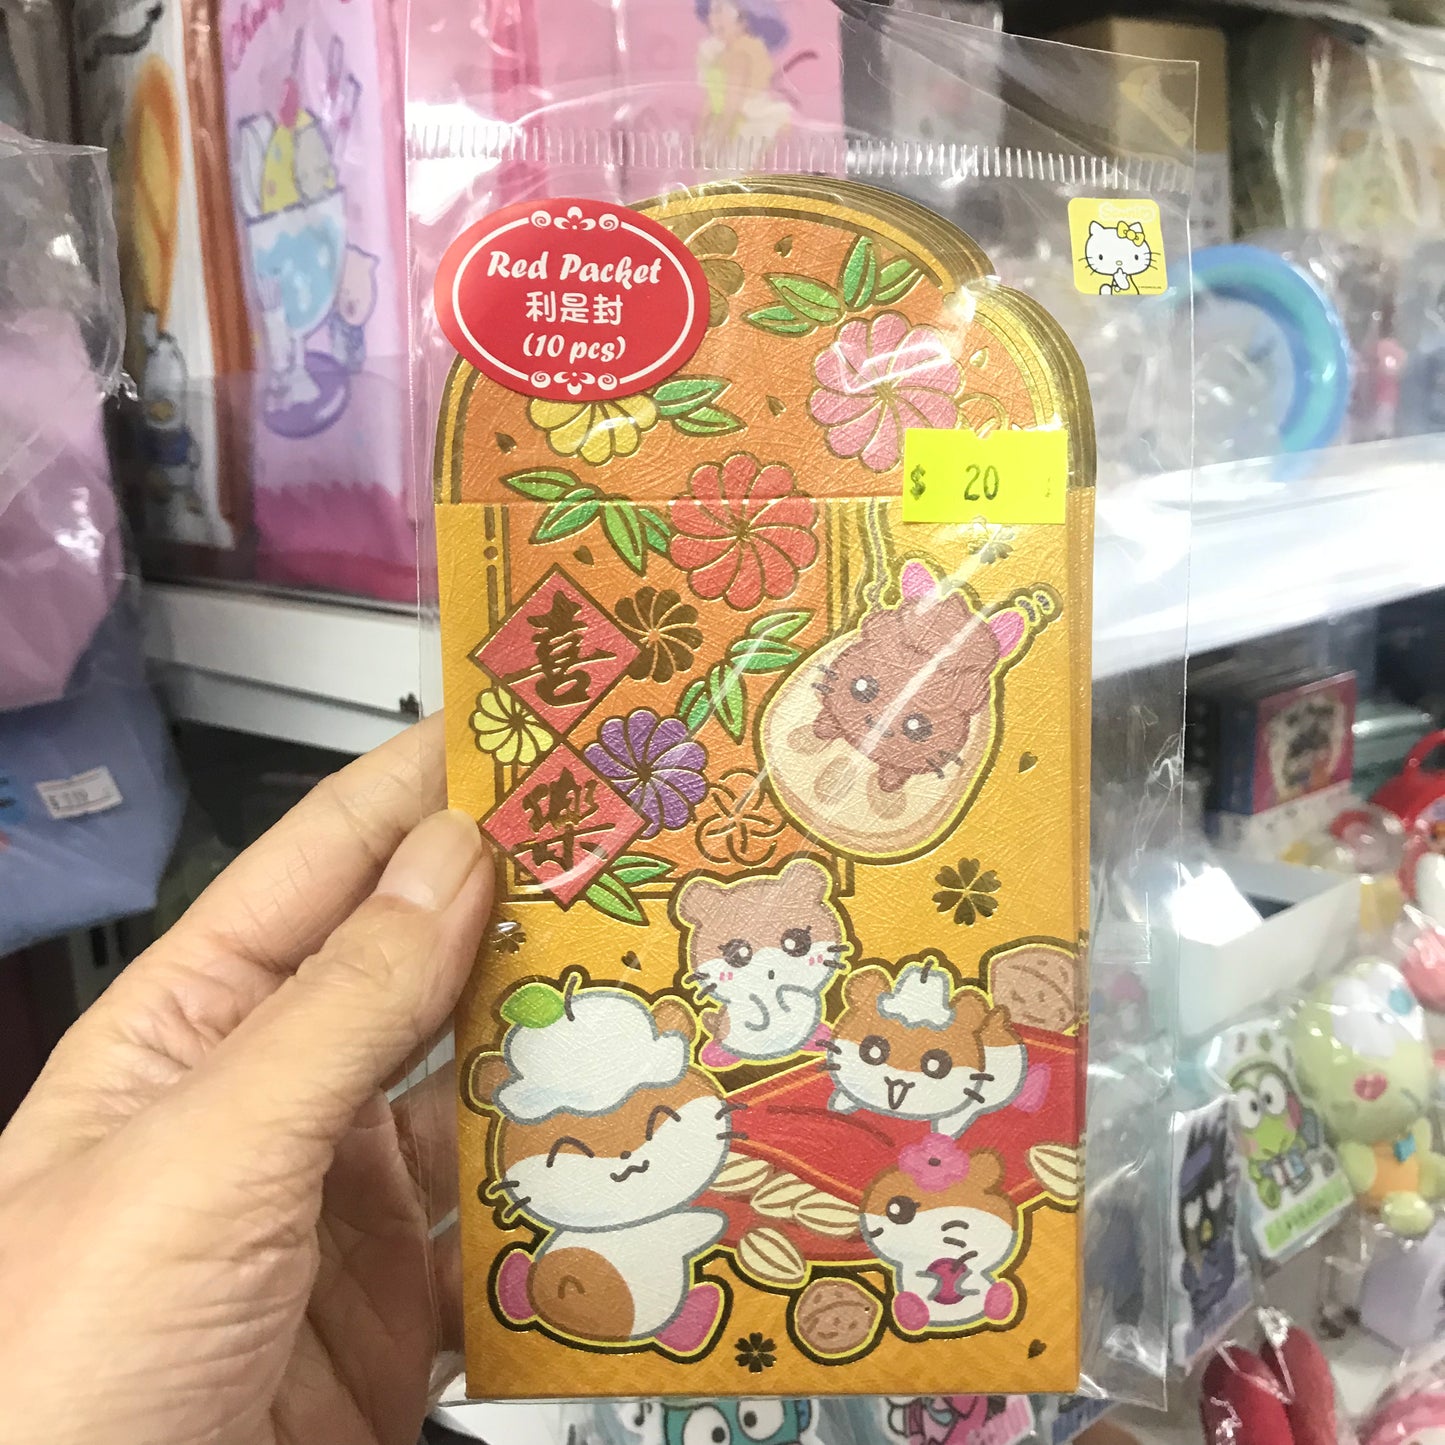 Red Packet
利是封
(10 pcs)
$ 20
喜
樂